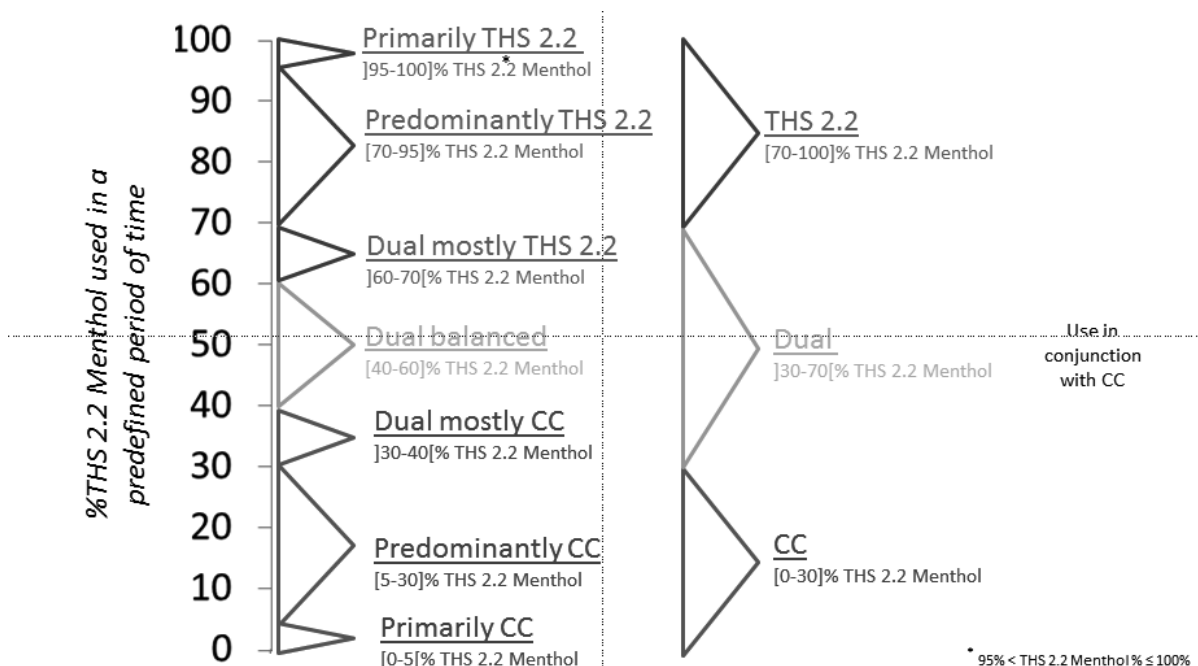 %THS 2.2 Menthol used in a
predefined period of time
100
90
80
70
60
50
40
30
20
10
0
Primarily THS 2.2
]95-100]% THS 2.2 Menthol
*
Predominantly THS 2.2
[70-95]% THS 2.2 Menthol
Dual mostly THS 2.2
]60-70[% THS 2.2 Menthol
Dual balanced
[40-60]% THS 2.2 Menthol
Dual mostly CC
]30-40[% THS 2.2 Menthol
Predominantly CC
[5-30]% THS 2.2 Menthol
Primarily CC
[0-5[% THS 2.2 Menthol
THS 2.2
[70-100]% THS 2.2 Menthol
Dual
]30-70[% THS 2.2 Menthol
CC
[0-30]% THS 2.2 Menthol
Use in
conjunction
with CC
* 95% < THS 2.2 Menthol % ≤ 100%